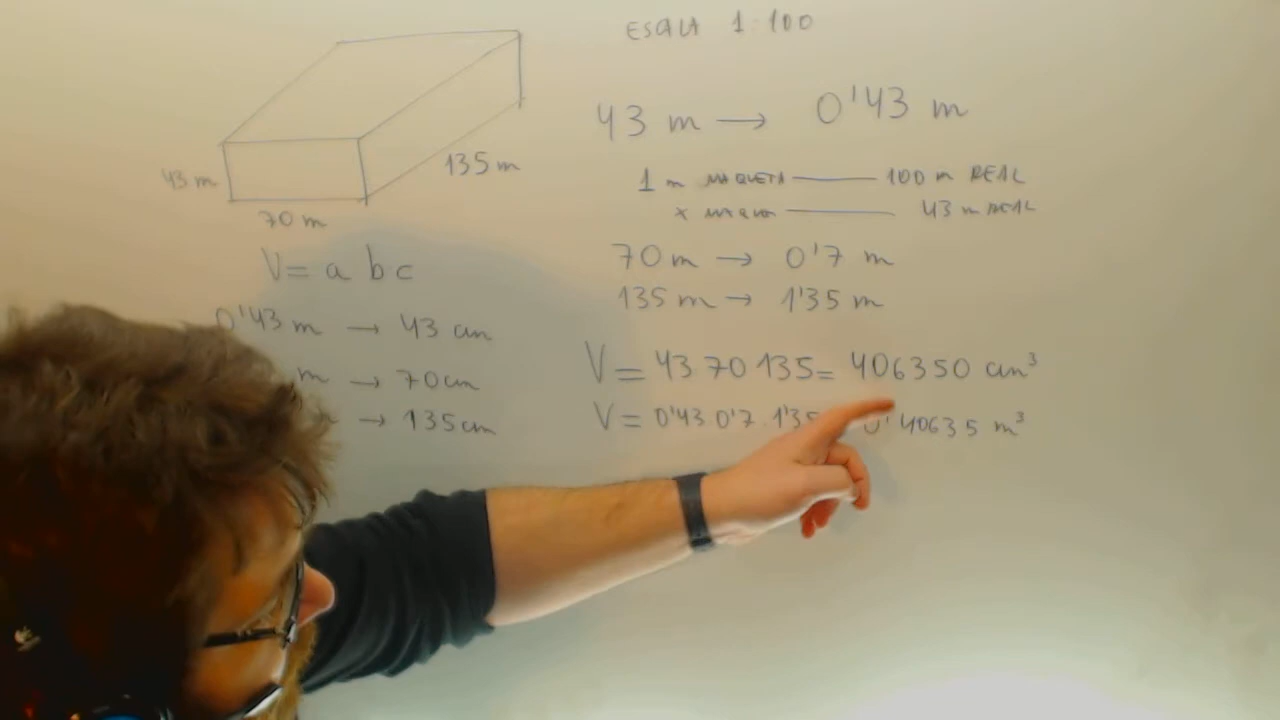 ESCALA 1:100
43 m → 0'43 m
1 m MAQUETA — 100 m REAL
x MAQUE — 43 m REAL
70 m → 0'7 m
135 m → 1'35 m
V = 43 70 135 = 406350 cm³
V = 0'43 0'7 . 1'35 0'40635 m³
43 m
135 m
70 m
V = a b c
0'43 m → 43 cm
m → 70 cm
→ 135 cm